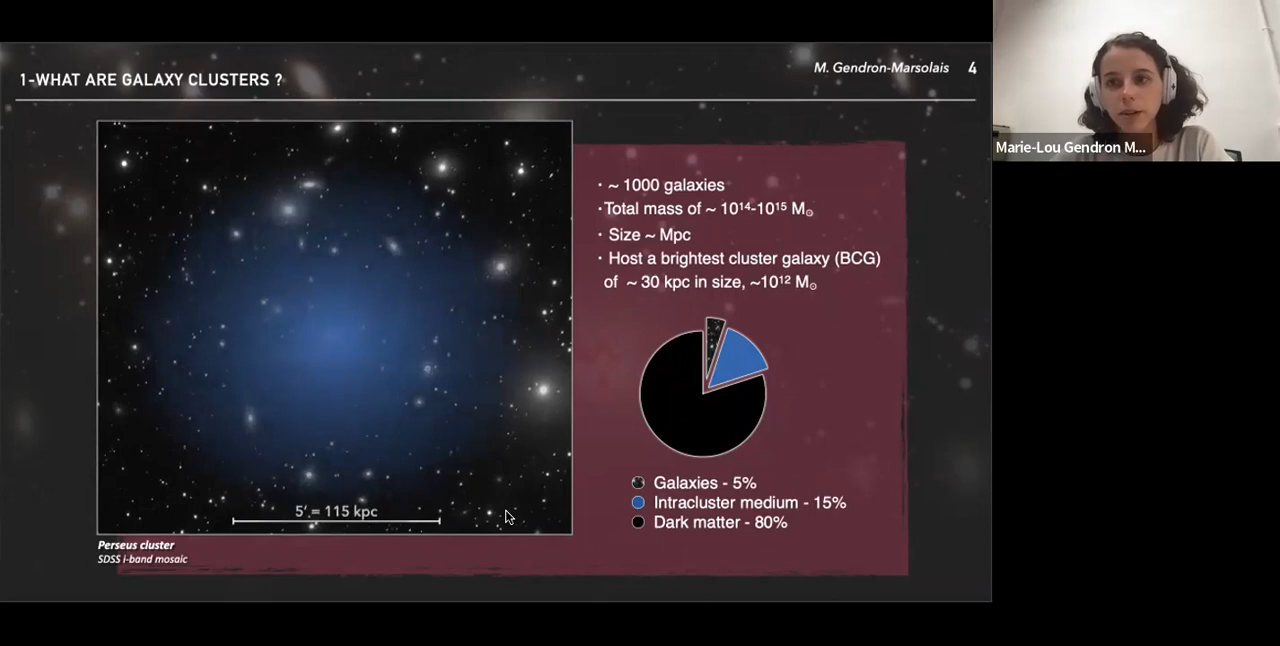 1-WHAT ARE GALAXY CLUSTERS ?
M. Gendron-Marsolais 4
Marie-Lou Gendron M...
· ~ 1000 galaxies
·Total mass of ~ 10¹⁴-10¹⁵ M☉
· Size ~ Mpc
· Host a brightest cluster galaxy (BCG)
of ~ 30 kpc in size, ~10¹² M☉
Galaxies - 5%
Intracluster medium - 15%
Dark matter - 80%
5′ = 115 kpc
Perseus cluster
SDSS i-band mosaic